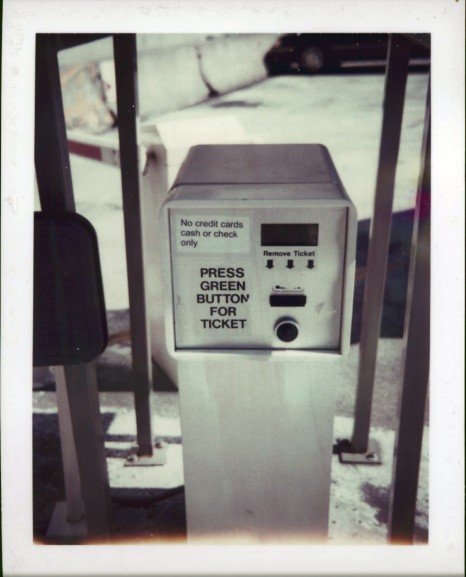 No credit cards
cash or check
only
Remove Ticket
PRESS
GREEN
BUTTON
FOR
TICKET